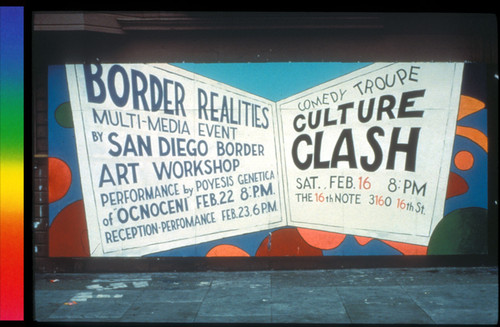 BORDER REALITIES
MULTI-MEDIA EVENT
BY SAN DIEGO BORDER
ART WORKSHOP
PERFORMANCE by POYESIS GENETICA
of OCNOCENI FEB.22 8:PM.
RECEPTION-PERFOMANCE FEB.23.6PM.
COMEDY TROUPE
CULTURE
CLASH
SAT.. FEB.16 8:PM
THE 16th NOTE 3160 16th St.